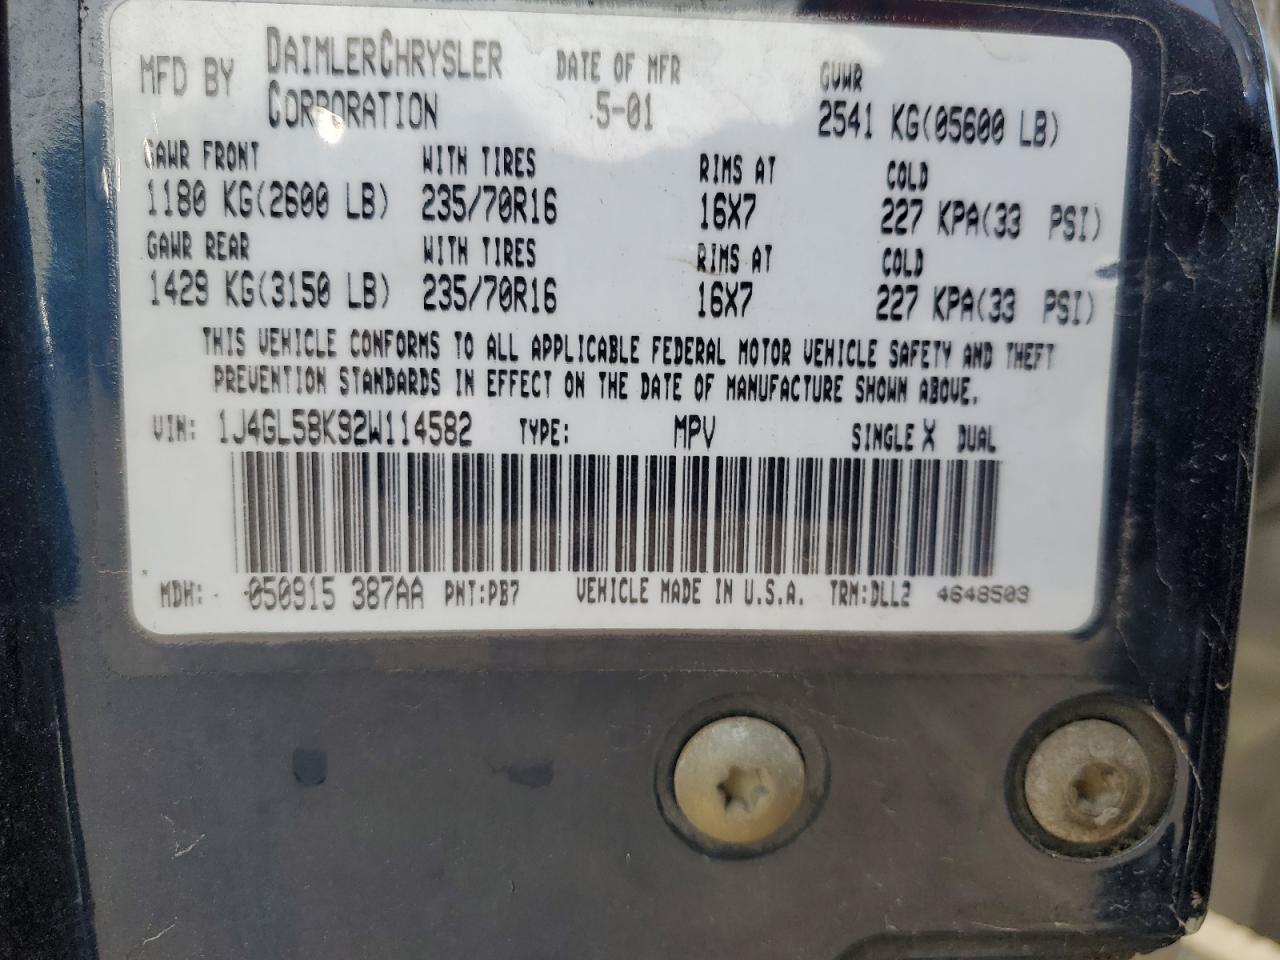 MFD BY DAIMLERCHRYSLER CORPORATION DATE OF MFR 5-01 GVWR 2541 KG(05600 LB)
GAWR FRONT WITH TIRES RIMS AT COLD
1180 KG(2600 LB) 235/70R16 16X7 227 KPA(33 PSI)
GAWR REAR WITH TIRES RIMS AT COLD
1429 KG(3150 LB) 235/70R16 16X7 227 KPA(33 PSI)
THIS VEHICLE CONFORMS TO ALL APPLICABLE FEDERAL MOTOR VEHICLE SAFETY AND THEFT
PREVENTION STANDARDS IN EFFECT ON THE DATE OF MANUFACTURE SHOWN ABOVE.
VIN: 1J4GL58K92W114582 TYPE: MPV SINGLE X DUAL
MDH: 050915 387AA PNT:PB7 VEHICLE MADE IN U.S.A. TRM:DLL2 4648503